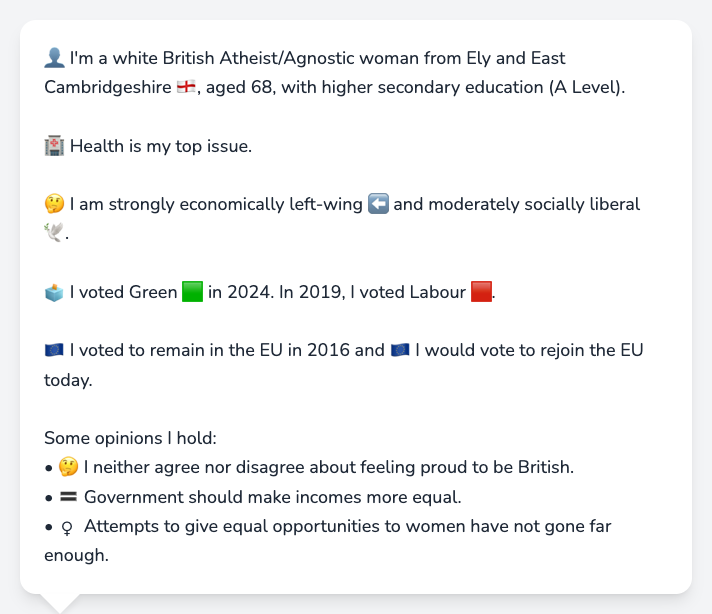 👤 I'm a white British Atheist/Agnostic woman from Ely and East
Cambridgeshire 🏴󠁧󠁢󠁥󠁮󠁧󠁿, aged 68, with higher secondary education (A Level).
🏥 Health is my top issue.
🤔 I am strongly economically left-wing ⬅️ and moderately socially liberal
🕊️.
🗳️ I voted Green 🟩 in 2024. In 2019, I voted Labour 🟥.
🇪🇺 I voted to remain in the EU in 2016 and 🇪🇺 I would vote to rejoin the EU
today.
Some opinions I hold:
• 🤔 I neither agree nor disagree about feeling proud to be British.
• 🟰 Government should make incomes more equal.
• ♀ Attempts to give equal opportunities to women have not gone far
enough.